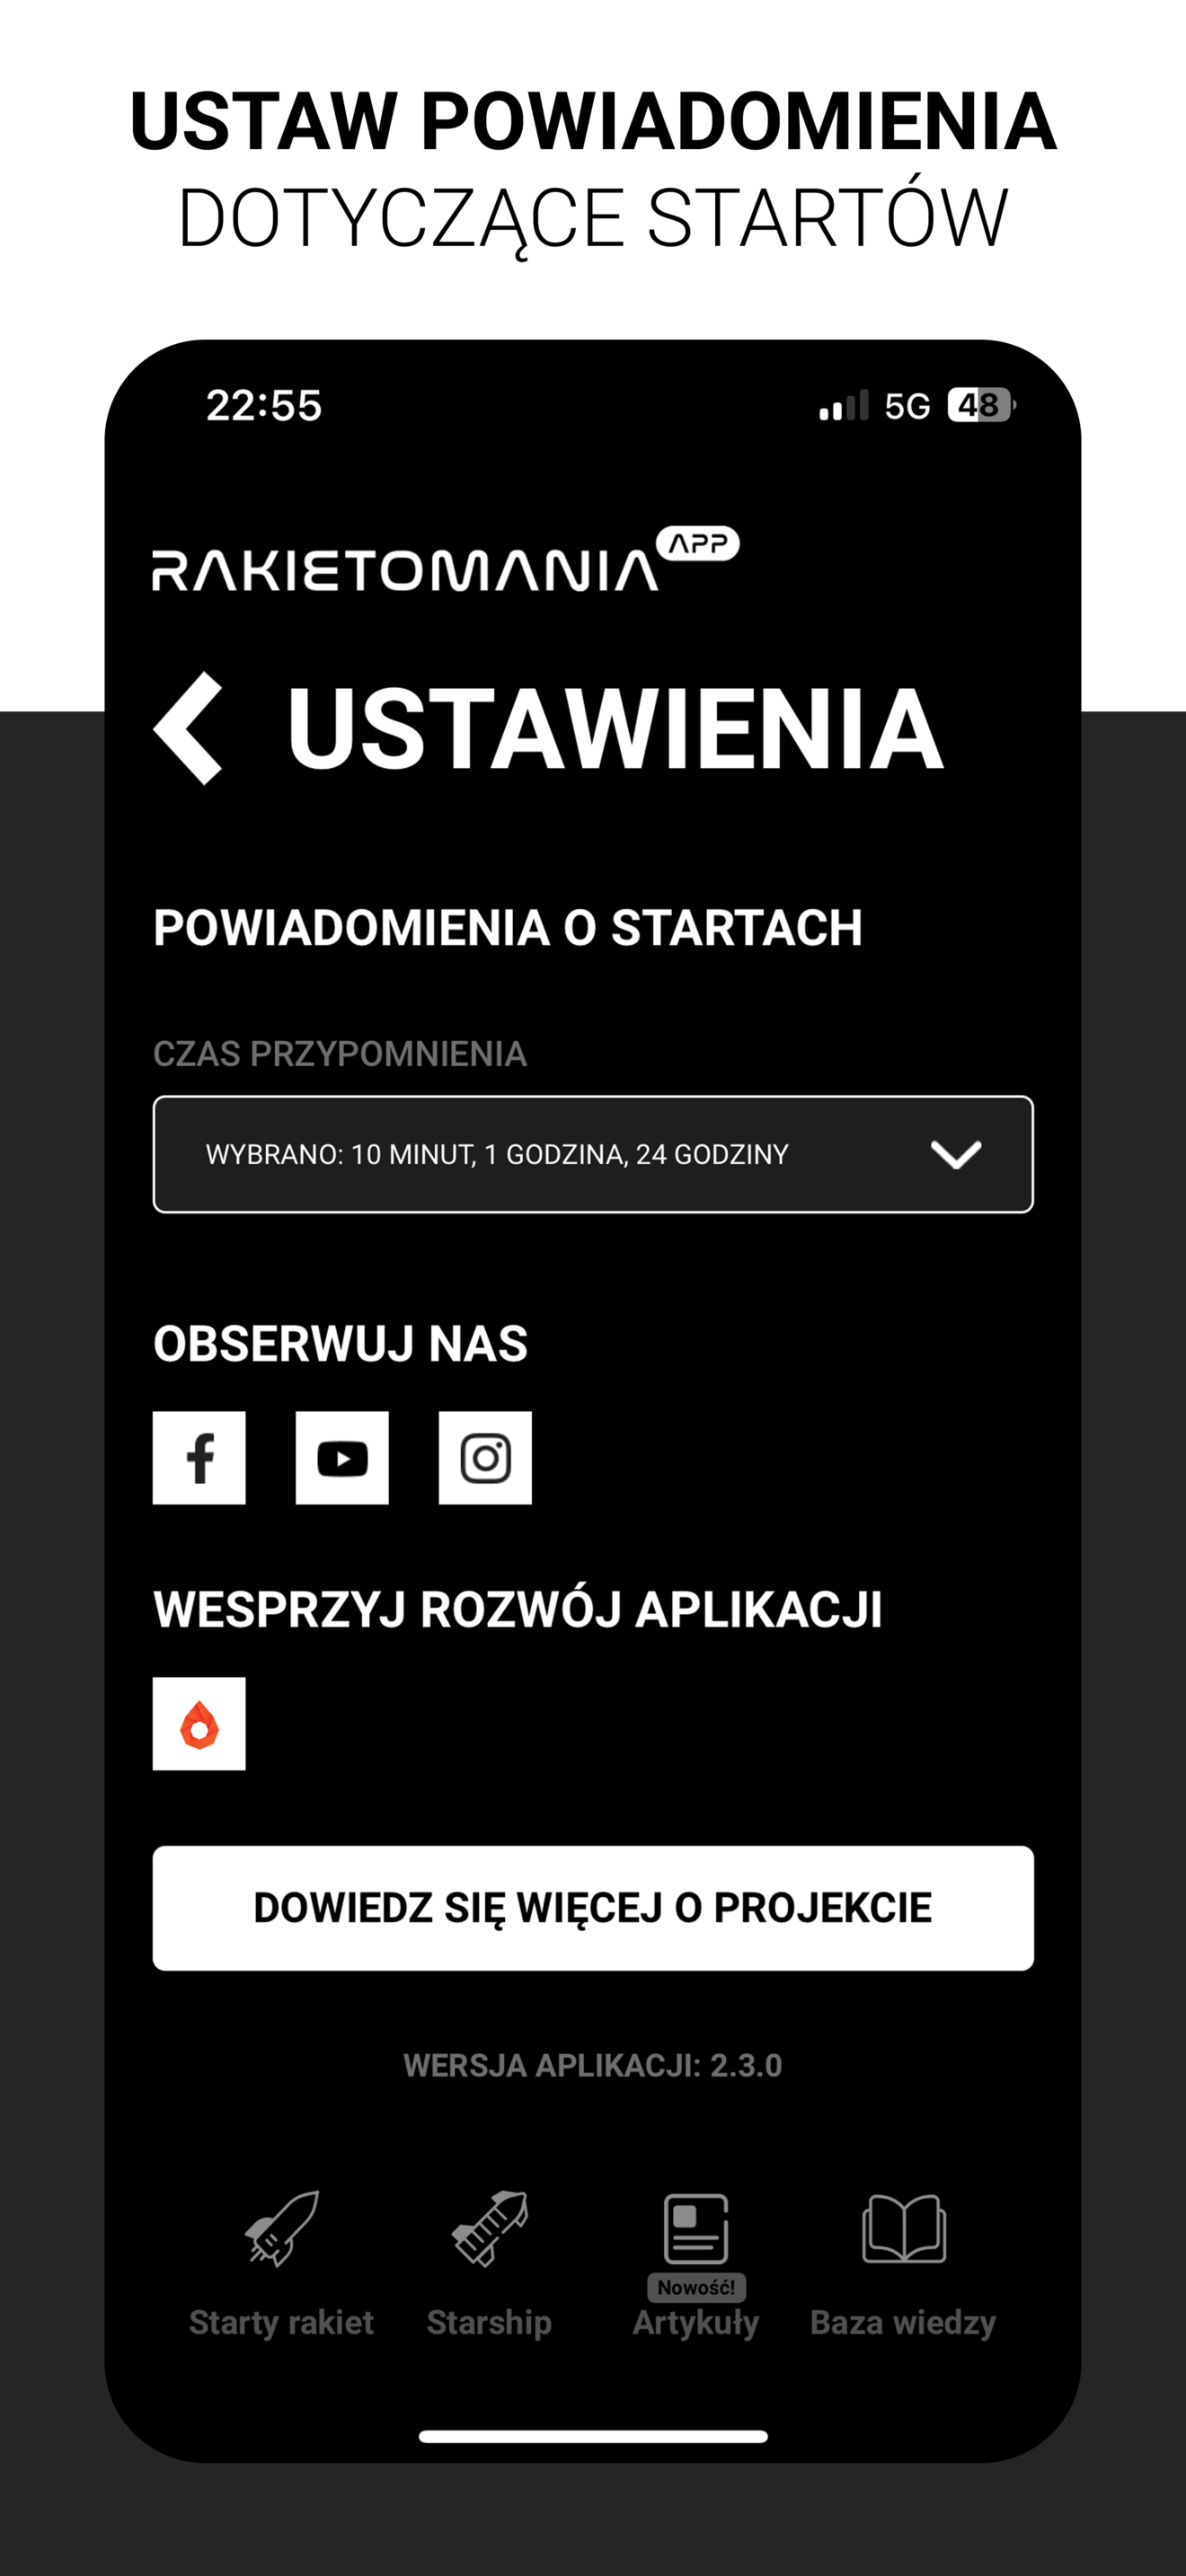 USTAW POWIADOMIENIA
DOTYCZĄCE STARTÓW
22:55
5G
48
RAKIETOMANIA APP
USTAWIENIA
POWIADOMIENIA O STARTACH
CZAS PRZYPOMNIENIA
WYBRANO: 10 MINUT, 1 GODZINA, 24 GODZINY
OBSERWUJ NAS
WESPRZYJ ROZWÓJ APLIKACJI
DOWIEDZ SIĘ WIĘCEJ O PROJEKCIE
WERSJA APLIKACJI: 2.3.0
Nowość!
Starty rakiet
Starship
Artykuły
Baza wiedzy